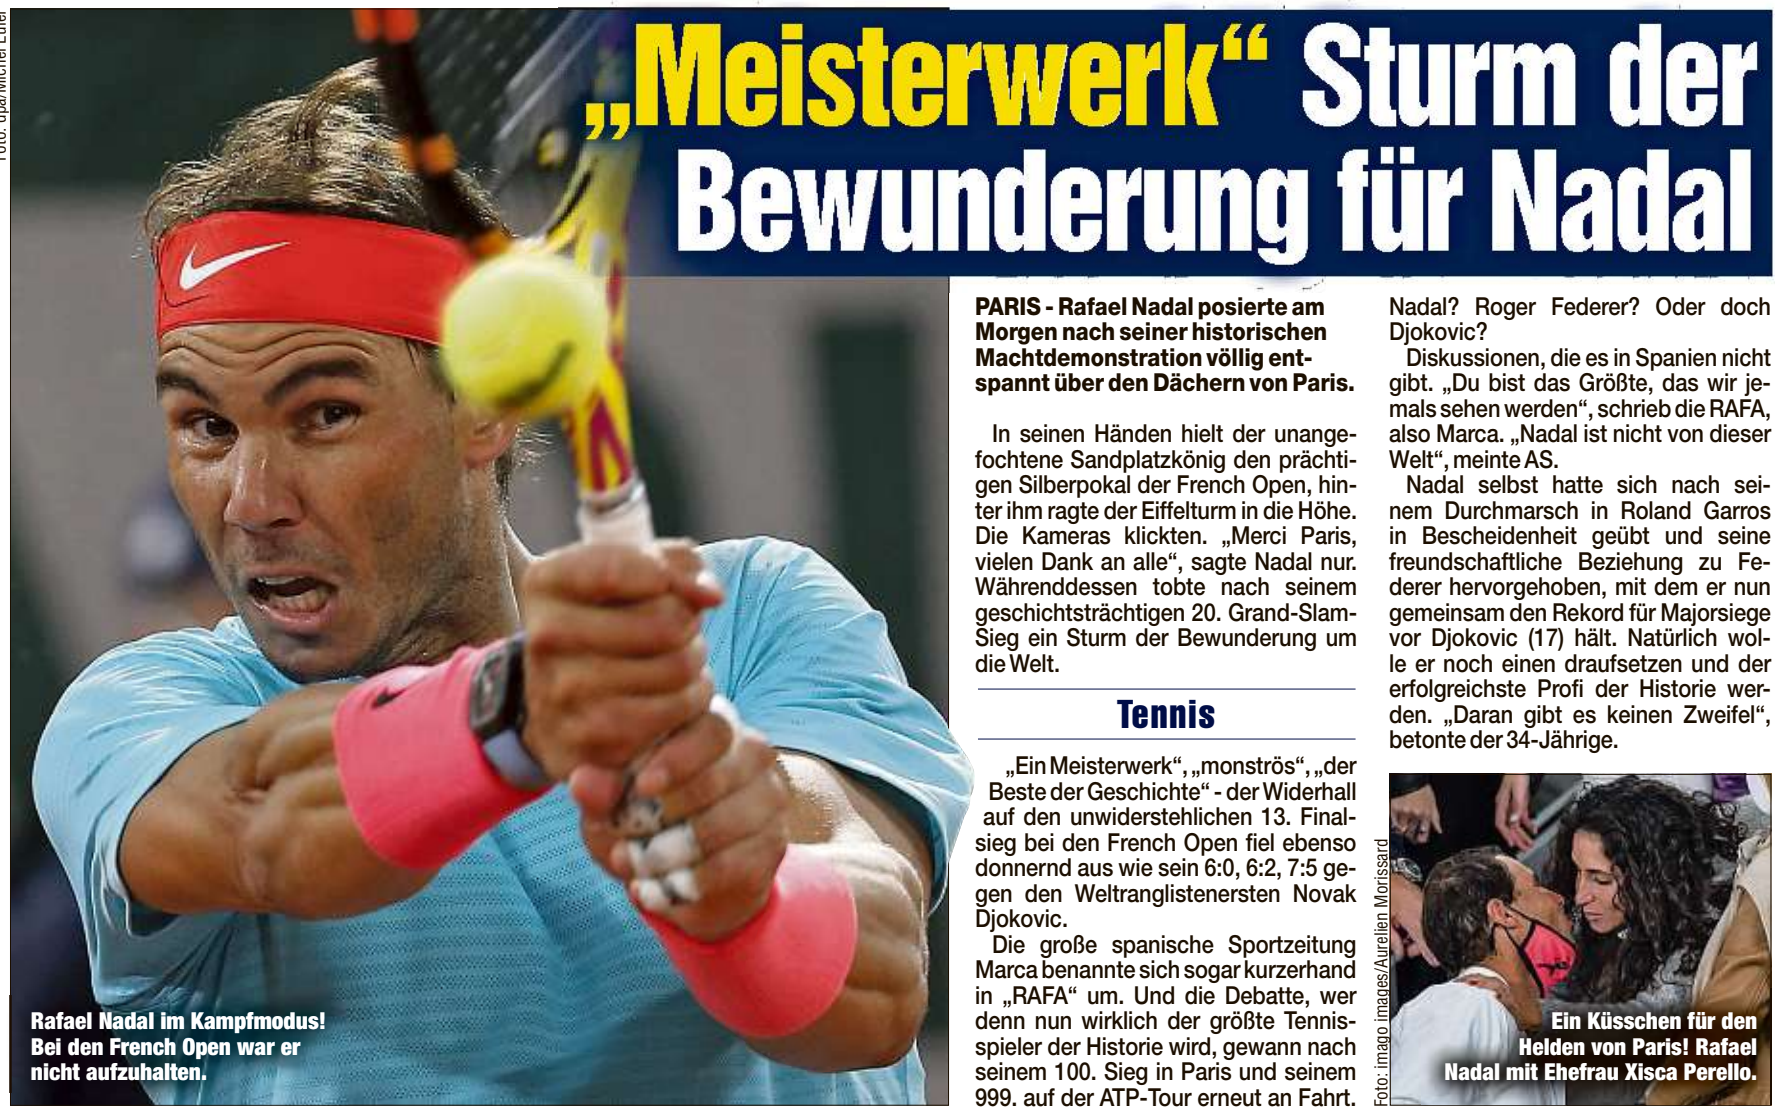 „Meisterwerk“ Sturm der
Bewunderung für Nadal
PARIS - Rafael Nadal posierte am
Morgen nach seiner historischen
Machtdemonstration völlig ent-
spannt über den Dächern von Paris.
In seinen Händen hielt der unange-
fochtene Sandplatzkönig den prächti-
gen Silberpokal der French Open, hin-
ter ihm ragte der Eiffelturm in die Höhe.
Die Kameras klickten. „Merci Paris,
vielen Dank an alle“, sagte Nadal nur.
Währenddessen tobte nach seinem
geschichtsträchtigen 20. Grand-Slam-
Sieg ein Sturm der Bewunderung um
die Welt.
Tennis
„Ein Meisterwerk“, „monströs“, „der
Beste der Geschichte“ - der Widerhall
auf den unwiderstehlichen 13. Final-
sieg bei den French Open fiel ebenso
donnernd aus wie sein 6:0, 6:2, 7:5 ge-
gen den Weltranglistenersten Novak
Djokovic.
Die große spanische Sportzeitung
Marca benannte sich sogar kurzerhand
in „RAFA“ um. Und die Debatte, wer
denn nun wirklich der größte Tennis-
spieler der Historie wird, gewann nach
seinem 100. Sieg in Paris und seinem
999. auf der ATP-Tour erneut an Fahrt.
Nadal? Roger Federer? Oder doch
Djokovic?
Diskussionen, die es in Spanien nicht
gibt. „Du bist das Größte, das wir je-
mals sehen werden“, schrieb die RAFA,
also Marca. „Nadal ist nicht von dieser
Welt“, meinte AS.
Nadal selbst hatte sich nach sei-
nem Durchmarsch in Roland Garros
in Bescheidenheit geübt und seine
freundschaftliche Beziehung zu Fe-
derer hervorgehoben, mit dem er nun
gemeinsam den Rekord für Majorsiege
vor Djokovic (17) hält. Natürlich wol-
le er noch einen draufsetzen und der
erfolgreichste Profi der Historie wer-
den. „Daran gibt es keinen Zweifel“,
betonte der 34-Jährige.
Rafael Nadal im Kampfmodus!
Bei den French Open war er
nicht aufzuhalten.
Foto: imago images/Aurelien Morissard
Ein Küsschen für den
Helden von Paris! Rafael
Nadal mit Ehefrau Xisca Perello.